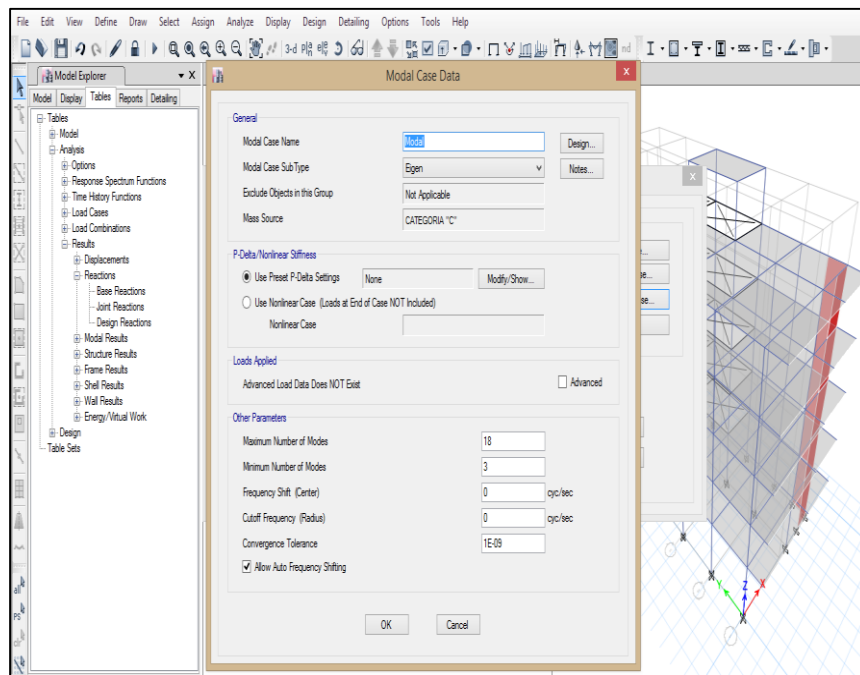 File Edit View Define Draw Select Assign Analyze Display Design Detailing Options Tools Help
3-d
nd
Model Explorer
Model Display Tables Reports Detailing
Tables
Model
Analysis
Options
Response Spectrum Functions
Time History Functions
Load Cases
Load Combinations
Results
Displacements
Reactions
Base Reactions
Joint Reactions
Design Reactions
Modal Results
Structure Results
Frame Results
Shell Results
Wall Results
Energy/Virtual Work
Design
Table Sets
all
PS
clr
Modal Case Data
General
Modal Case Name Modal Design...
Modal Case SubType Eigen Notes...
Exclude Objects in this Group Not Applicable
Mass Source CATEGORIA "C"
P-Delta/Nonlinear Stiffness
Use Preset P-Delta Settings None Modify/Show...
Use Nonlinear Case (Loads at End of Case NOT Included)
Nonlinear Case
Loads Applied
Advanced Load Data Does NOT Exist Advanced
Other Parameters
Maximum Number of Modes 18
Minimum Number of Modes 3
Frequency Shift (Center) 0 cyc/sec
Cutoff Frequency (Radius) 0 cyc/sec
Convergence Tolerance 1E-09
Allow Auto Frequency Shifting
OK Cancel
Y Z X